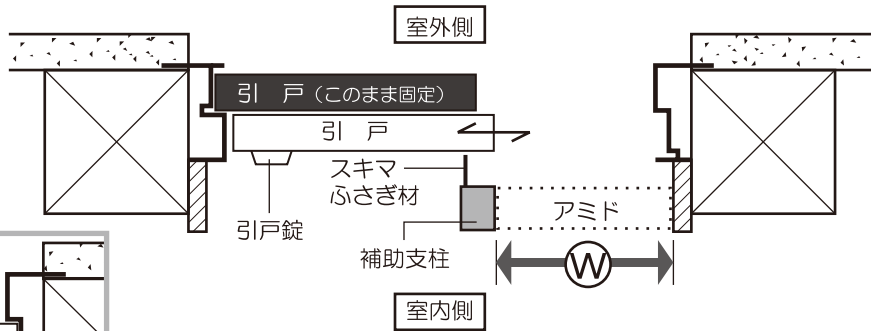 室外側
引 戸（このまま固定）
引 戸
スキマ
ふさぎ材
アミド
引戸錠
補助支柱
W
室内側